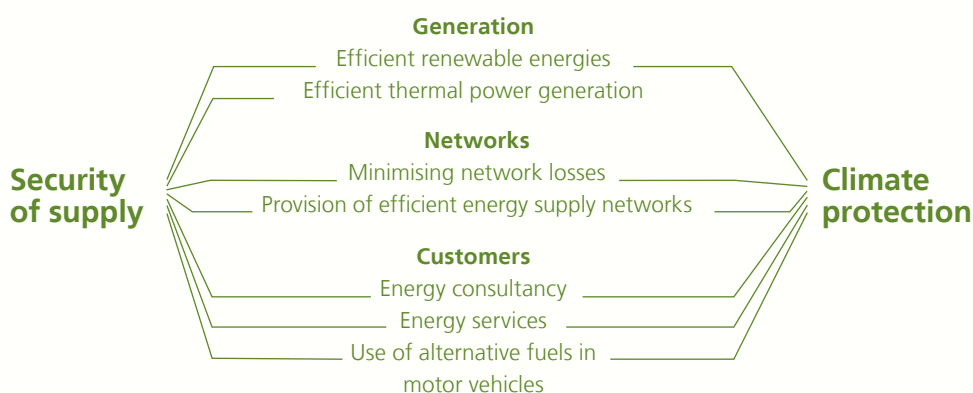 Generation
Efficient renewable energies
Efficient thermal power generation
Networks
Minimising network losses
Provision of efficient energy supply networks
Security
of supply
Climate
protection
Customers
Energy consultancy
Energy services
Use of alternative fuels in
motor vehicles